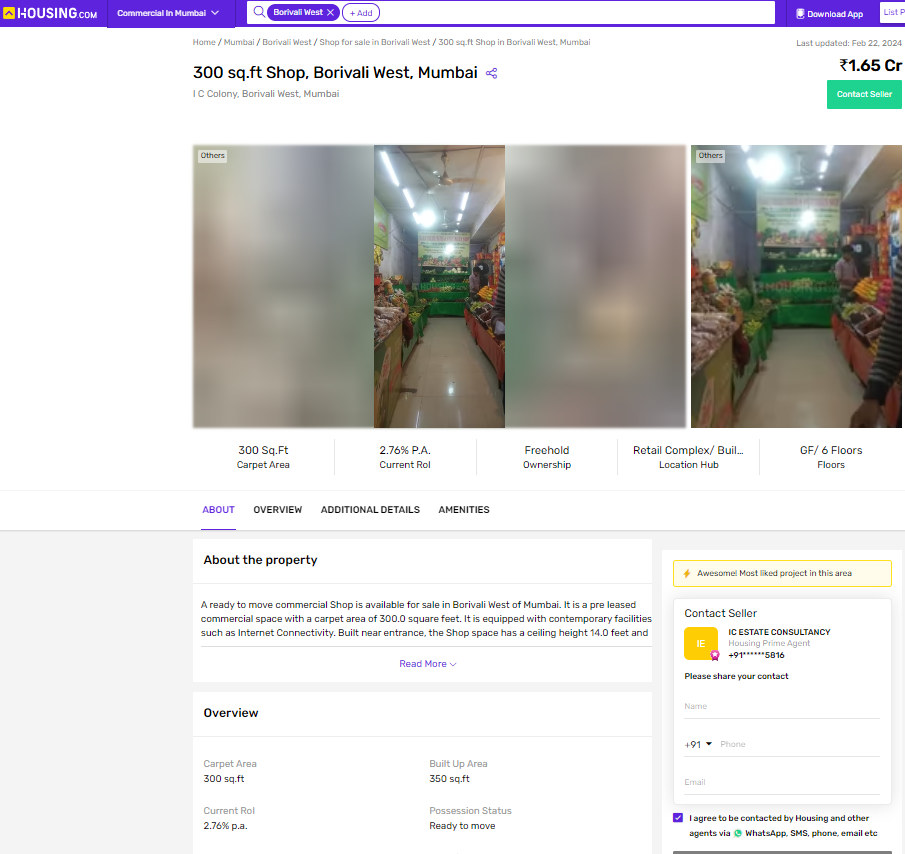 HOUSING.COM
Commercial In Mumbai
Borivali West
+ Add
Download App
List P
Home / Mumbai / Borivali West / Shop for sale in Borivali West / 300 sq.ft Shop in Borivali West, Mumbai
Last updated: Feb 22, 2024
300 sq.ft Shop, Borivali West, Mumbai
₹1.65 Cr
I C Colony, Borivali West, Mumbai
Contact Seller
Others
Others
HOUSING
300 Sq.Ft
Carpet Area
2.76% P.A.
Current RoI
Freehold
Ownership
Retail Complex/ Buil...
Location Hub
GF/ 6 Floors
Floors
ABOUT
OVERVIEW
ADDITIONAL DETAILS
AMENITIES
About the property
A ready to move commercial Shop is available for sale in Borivali West of Mumbai. It is a pre leased
commercial space with a carpet area of 300.0 square feet. It is equipped with contemporary facilities
such as Internet Connectivity. Built near entrance, the Shop space has a ceiling height 14.0 feet and
Read More
Overview
Carpet Area
300 sq.ft
Built Up Area
350 sq.ft
Current RoI
2.76% p.a.
Possession Status
Ready to move
Awesome! Most liked project in this area
Contact Seller
IE
IC ESTATE CONSULTANCY
Housing Prime Agent
+91******5816
Please share your contact
Name
+91
Phone
Email
I agree to be contacted by Housing and other
agents via WhatsApp, SMS, phone, email etc